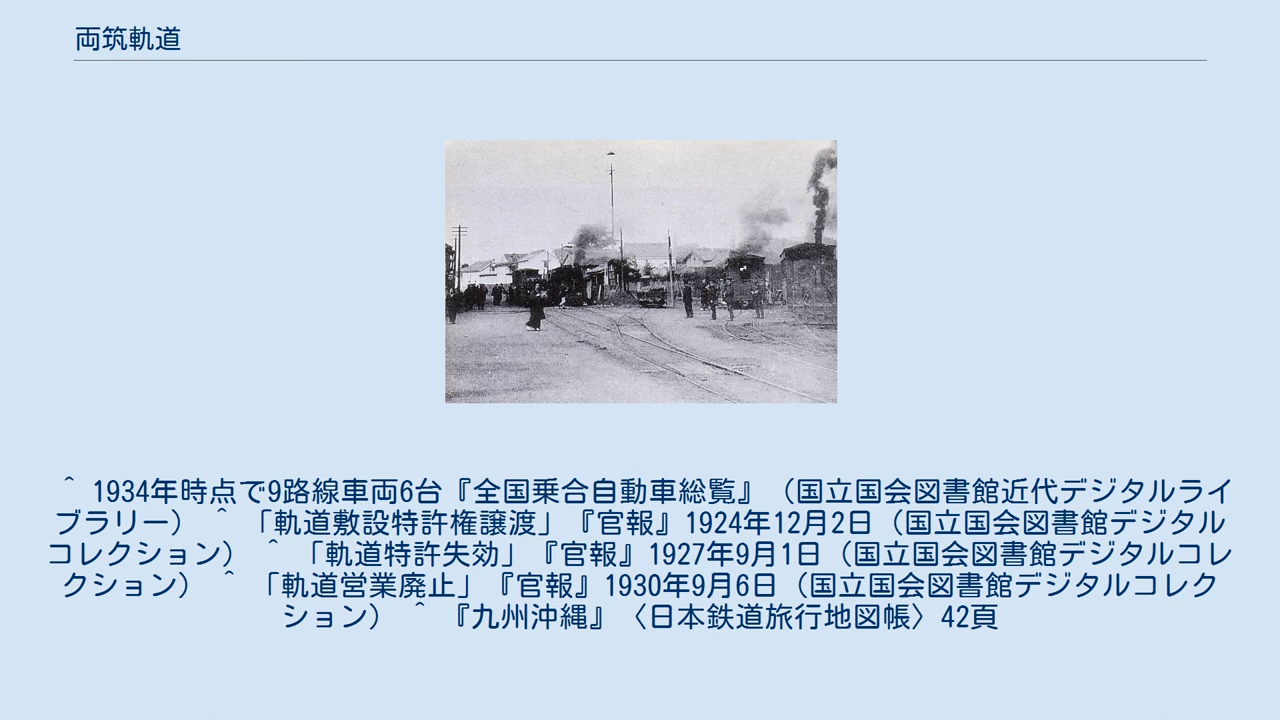 両筑軌道
＾ 1934年時点で9路線車両6台『全国乗合自動車総覧』（国立国会図書館近代デジタルライ
ブラリー） ＾ 「軌道敷設特許権譲渡」『官報』1924年12月2日（国立国会図書館デジタル
コレクション） ＾ 「軌道特許失効」『官報』1927年9月1日（国立国会図書館デジタルコレ
クション） ＾ 「軌道営業廃止」『官報』1930年9月6日（国立国会図書館デジタルコレク
ション） ＾ 『九州沖縄』〈日本鉄道旅行地図帳〉42頁